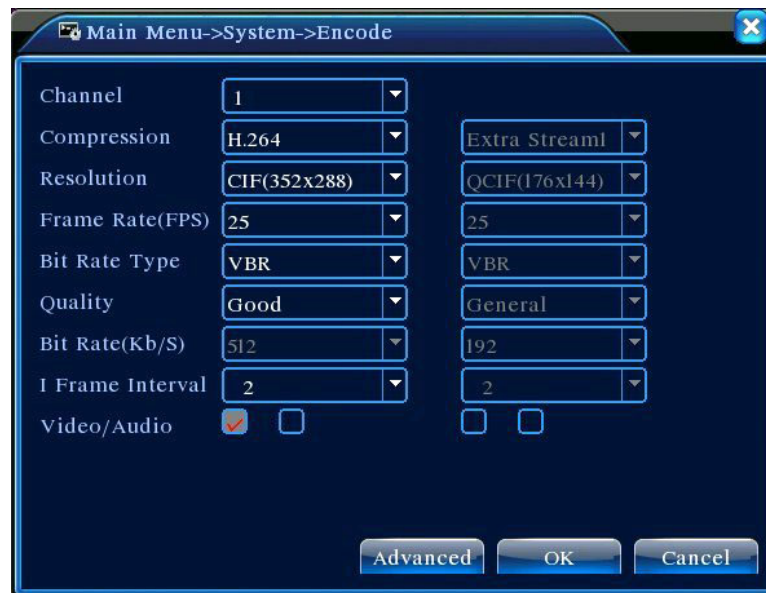 Main Menu->System->Encode
Channel 1
Compression H.264 Extra Stream1
Resolution CIF(352x288) QCIF(176x144)
Frame Rate(FPS) 25 25
Bit Rate Type VBR VBR
Quality Good General
Bit Rate(Kb/S) 512 192
I Frame Interval 2 2
Video/Audio
Advanced OK Cancel